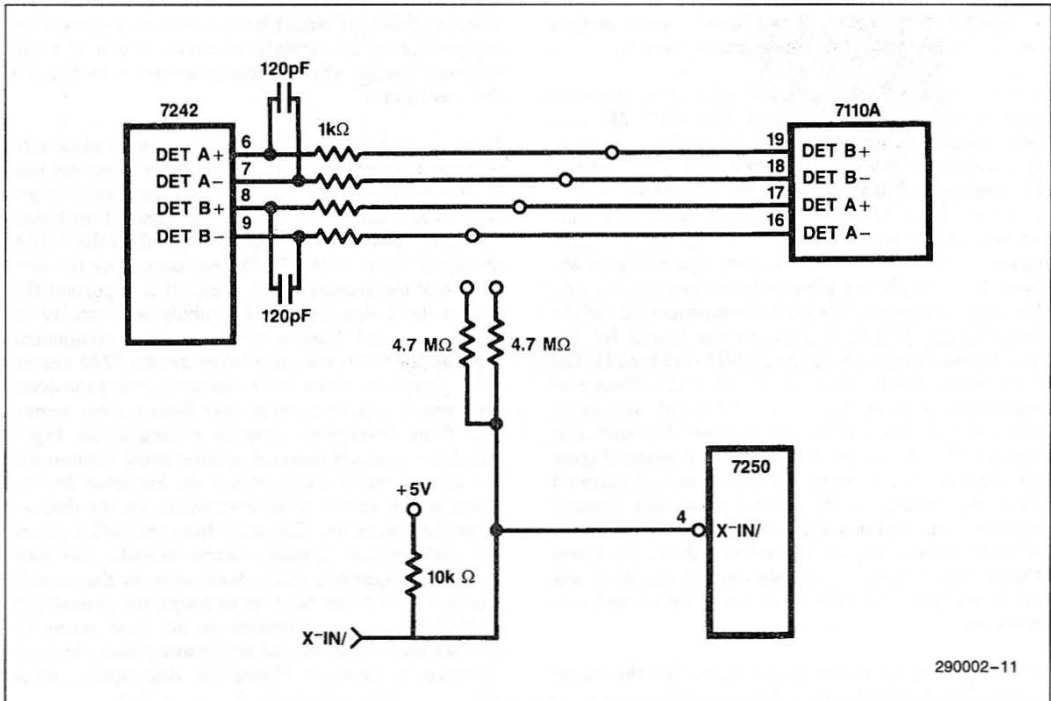 120pF
7242
7110A
1kΩ
DET A+ 6
DET A− 7
DET B+ 8
DET B− 9
19 DET B+
18 DET B−
17 DET A+
16 DET A−
120pF
4.7 MΩ 4.7 MΩ
7250
+5V
4 X−IN/
10k Ω
X−IN/
290002–11